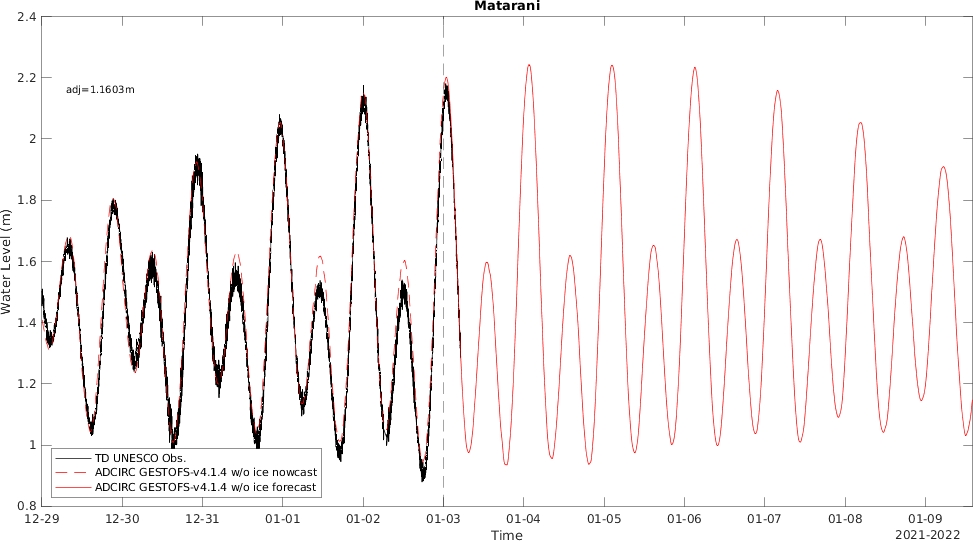 Matarani
2.4
2.2
2
1.8
1.6
1.4
1.2
1
0.8
Water Level (m)
adj=1.1603m
TD UNESCO Obs.
ADCIRC GESTOFS-v4.1.4 w/o ice nowcast
ADCIRC GESTOFS-v4.1.4 w/o ice forecast
12-29 12-30 12-31 01-01 01-02 01-03 01-04 01-05 01-06 01-07 01-08 01-09
Time
2021-2022